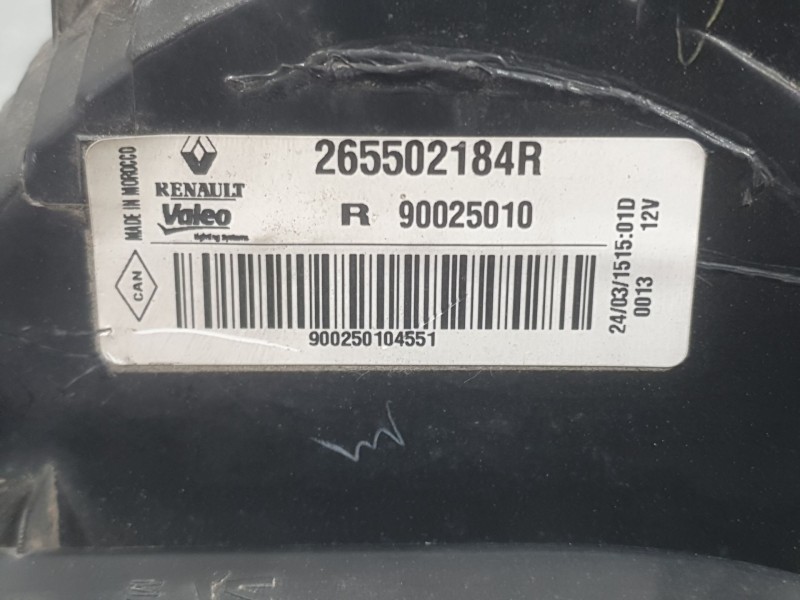 265502184R
RENAULT
Valeo
Lighting Systems
R 90025010
MADE IN MOROCCO
CAN
900250104551
24/03/1515:01D
0013 12V